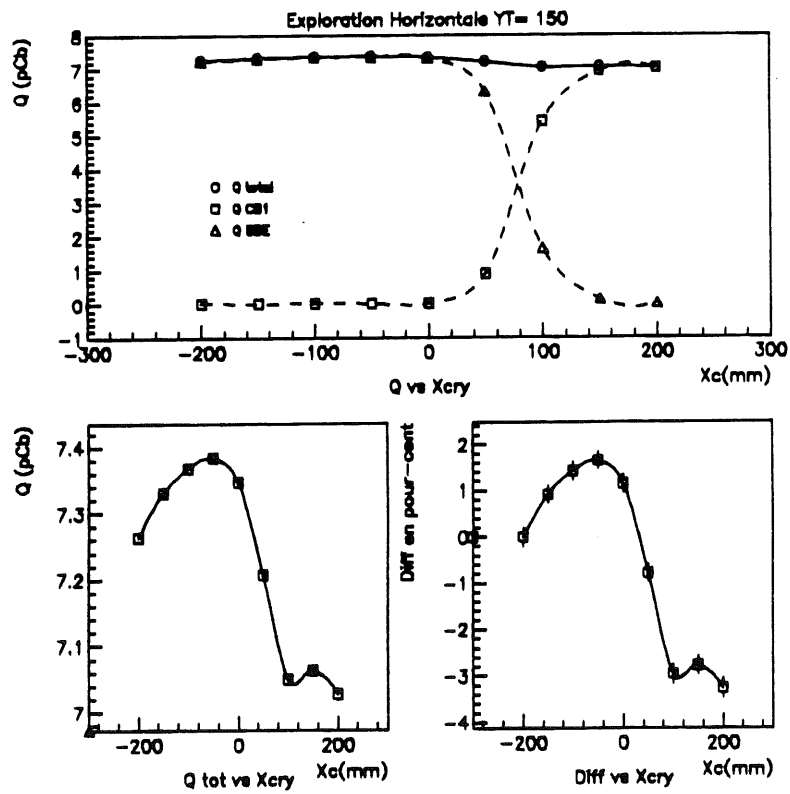 Exploration Horizontale YT= 150
Q (pCb)
8
7
6
5
4
3
2
1
0
-1
Q total
Q CB1
Q
-300 -200 -100 0 100 200 300
Xc(mm)
Q vs Xcry
Q (pCb)
7.4
7.3
7.2
7.1
7
-200 0 200
Xc(mm)
Q tot vs Xcry
Diff en pour-cent
2
1
0
-1
-2
-3
-4
-200 0 200
Xc(mm)
Diff vs Xcry